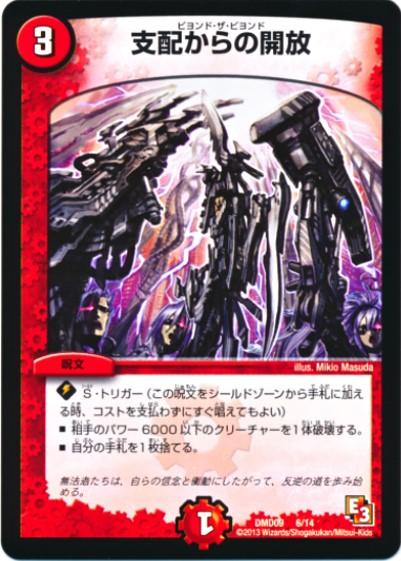 3
ビヨンド・ザ・ビヨンド
支配からの開放
呪文
illus. Mikio Masuda
S・トリガー(この呪文をシールドゾーンから手札に加え
る時、コストを支払わずにすぐ唱えてもよい)
■ 相手のパワー6000以下のクリーチャーを1体破壊する。
■ 自分の手札を1枚捨てる。
無法者たちは、自らの信念と衝動にしたがって、反逆の道を歩み始
める。
1
DMD09 6/14
E3
©2013 Wizards/Shogakukan/Mitsui-Kids